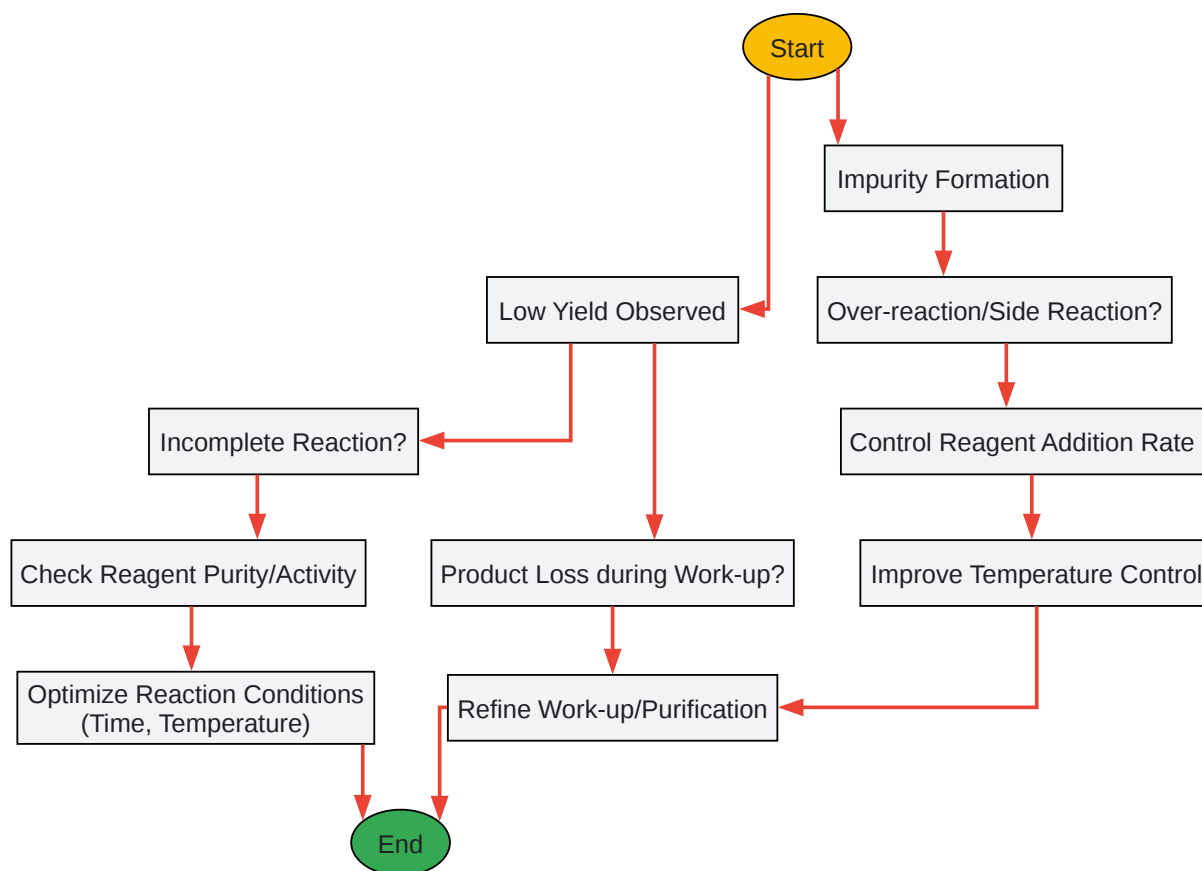 Start
Impurity Formation
Low Yield Observed
Over-reaction/Side Reaction?
Incomplete Reaction?
Control Reagent Addition Rate
Check Reagent Purity/Activity
Product Loss during Work-up?
Improve Temperature Control
Optimize Reaction Conditions
(Time, Temperature)
Refine Work-up/Purification
End